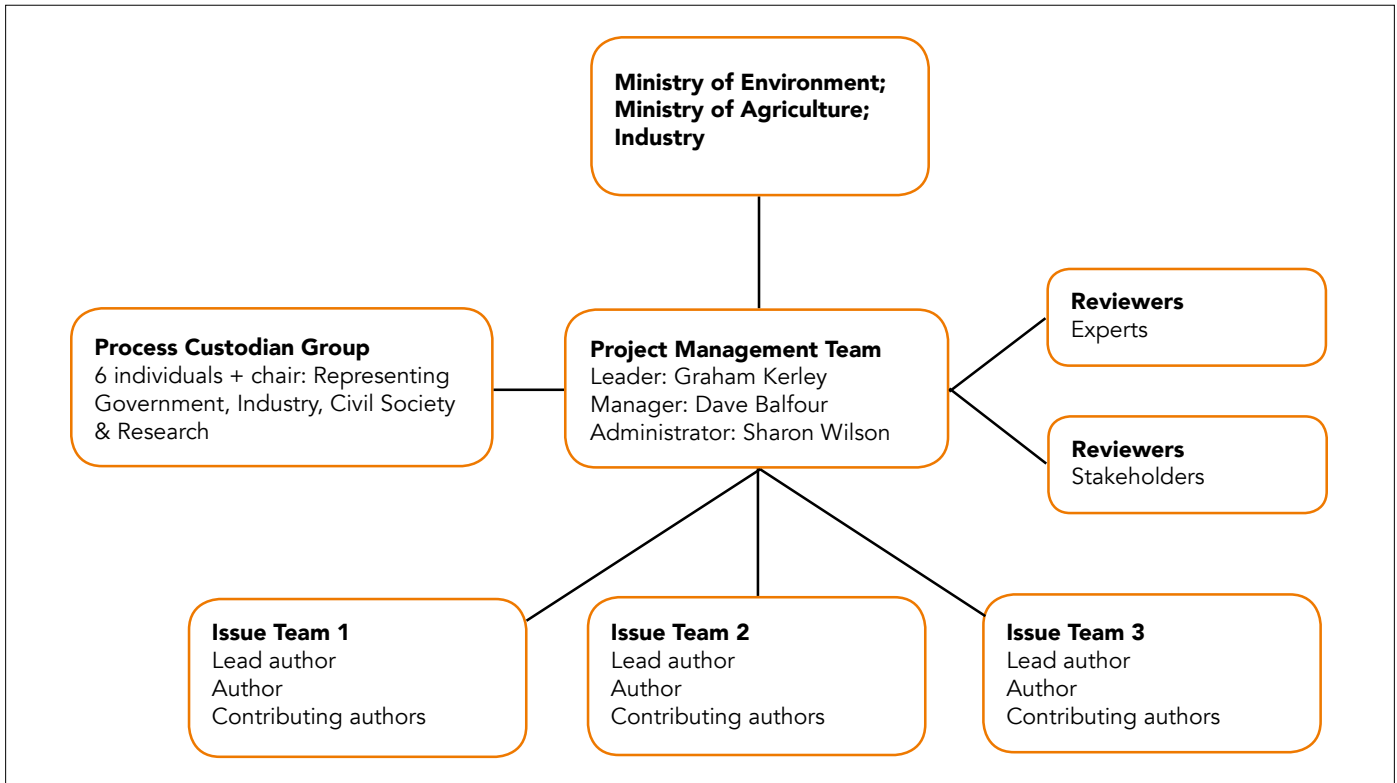 Ministry of Environment;
Ministry of Agriculture;
Industry
Process Custodian Group
6 individuals + chair: Representing
Government, Industry, Civil Society
& Research
Project Management Team
Leader: Graham Kerley
Manager: Dave Balfour
Administrator: Sharon Wilson
Reviewers
Experts
Reviewers
Stakeholders
Issue Team 1
Lead author
Author
Contributing authors
Issue Team 2
Lead author
Author
Contributing authors
Issue Team 3
Lead author
Author
Contributing authors